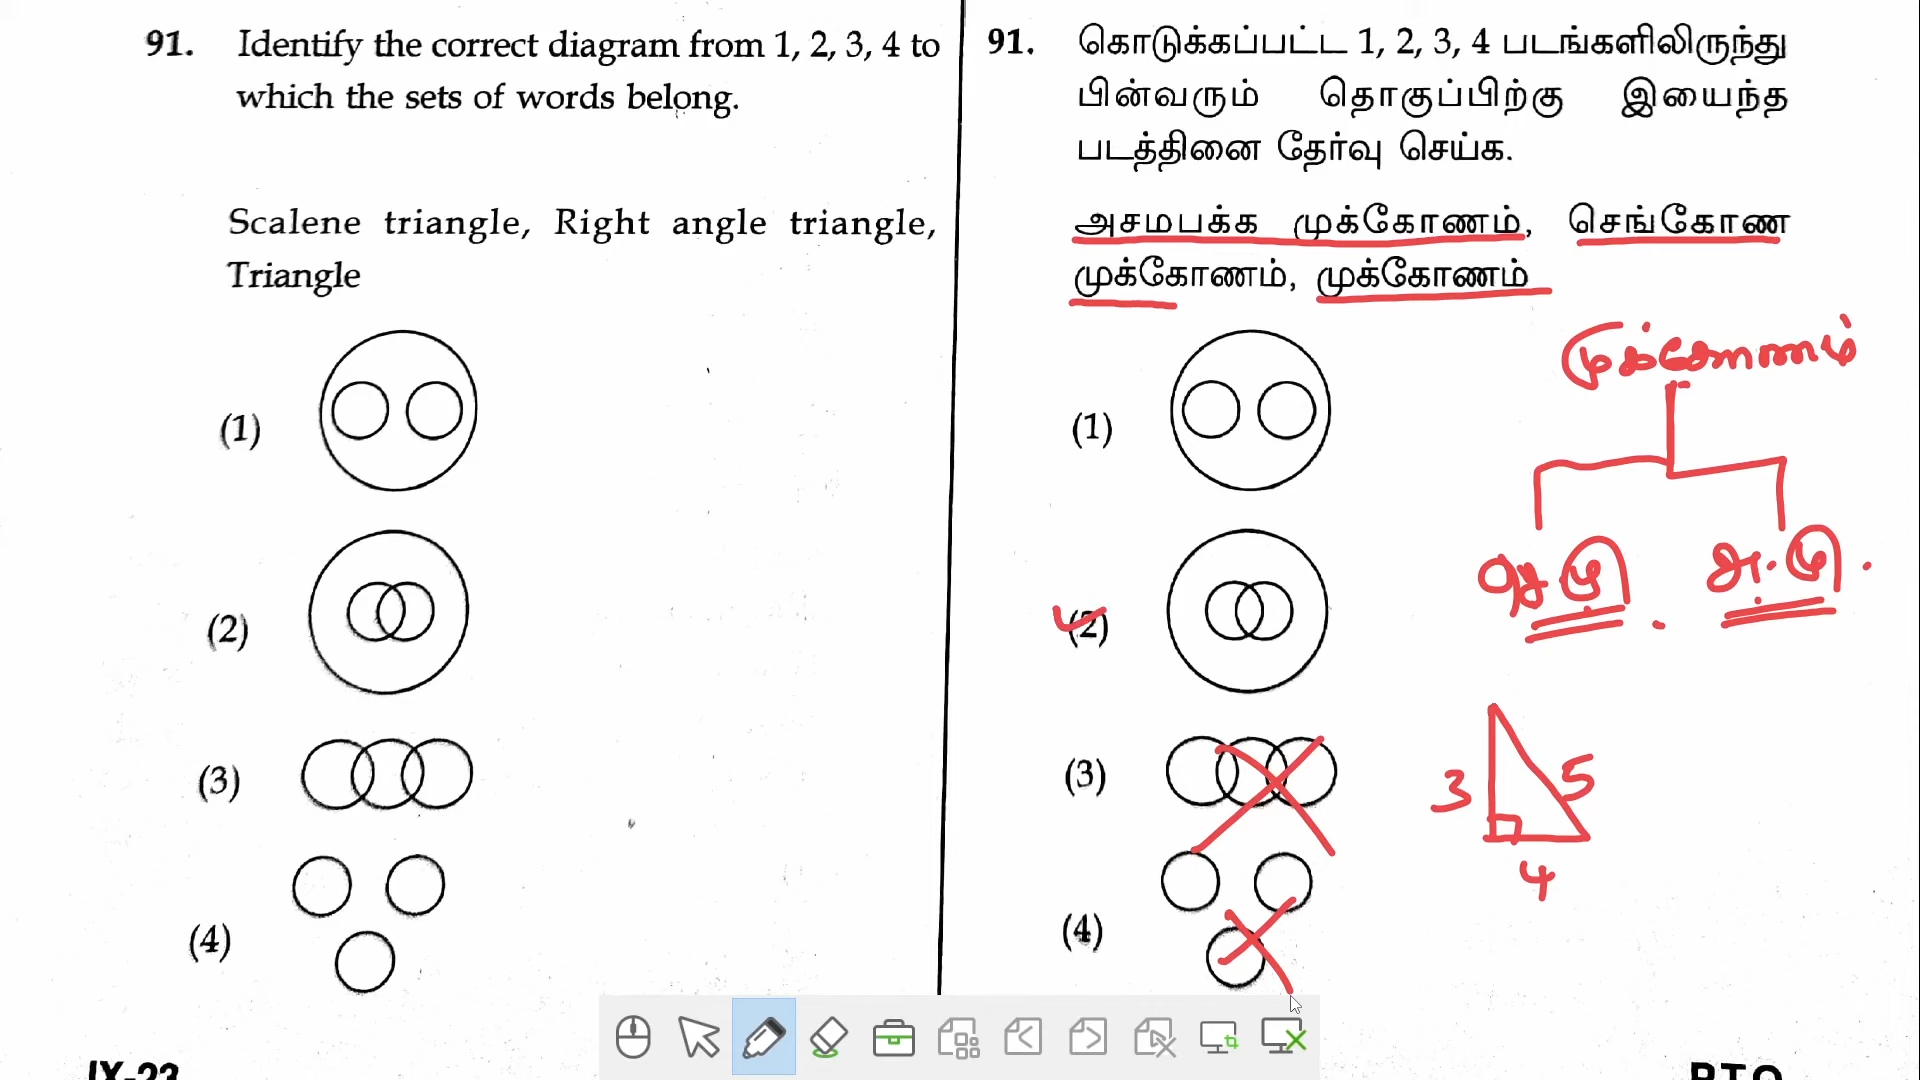 91. Identify the correct diagram from 1, 2, 3, 4 to
which the sets of words belong.
Scalene triangle, Right angle triangle,
Triangle
(1)
(2)
(3)
(4)
IX-23
91. கொடுக்கப்பட்ட 1, 2, 3, 4 படங்களிலிருந்து
பின்வரும் தொகுப்பிற்கு இயைந்த
படத்தினை தேர்வு செய்க.
அசமபக்க முக்கோணம், செங்கோண
முக்கோணம், முக்கோணம்
(1)
(2)
(3)
(4)
முக்கோணம்
செ மு . அ. மு .
3 5
4
P.T.O